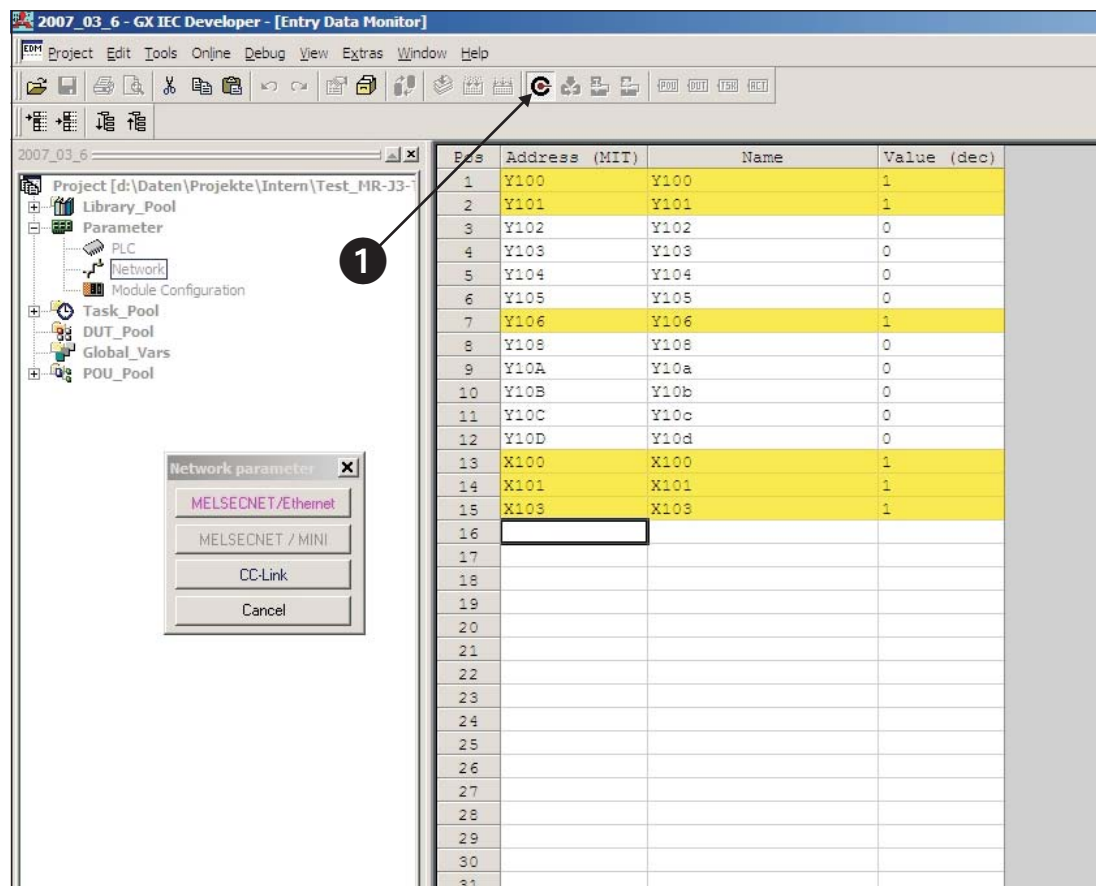 2007_03_6 - GX IEC Developer - [Entry Data Monitor]
EDM Project Edit Tools Online Debug View Extras Window Help
POU DUT TSK ACT
2007_03_6
Project [d:\Daten\Projekte\Intern\Test_MR-J3-T
Library_Pool
Parameter
PLC
Network
Module Configuration
Task_Pool
DUT_Pool
Global_Vars
POU_Pool
1
Network parameter
MELSECNET/Ethernet
MELSECNET / MINI
CC-Link
Cancel
Pos Address (MIT) Name Value (dec)
1 Y100 Y100 1
2 Y101 Y101 1
3 Y102 Y102 0
4 Y103 Y103 0
5 Y104 Y104 0
6 Y105 Y105 0
7 Y106 Y106 1
8 Y108 Y108 0
9 Y10A Y10a 0
10 Y10B Y10b 0
11 Y10C Y10c 0
12 Y10D Y10d 0
13 X100 X100 1
14 X101 X101 1
15 X103 X103 1
16
17
18
19
20
21
22
23
24
25
26
27
28
29
30
31